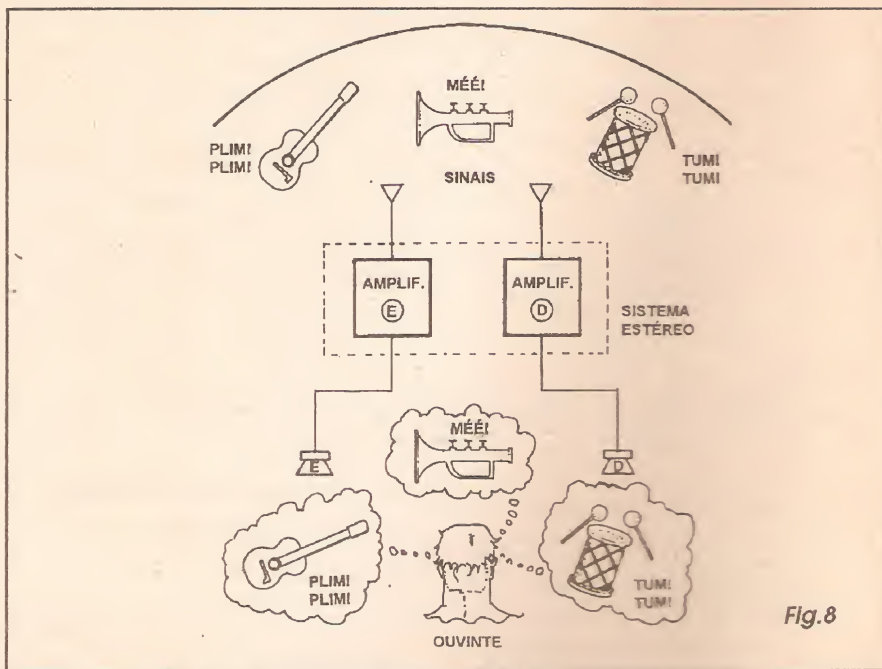 MÉÉ!
PLIM!
PLIM!
TUM!
TUM!
SINAIS
AMPLIF.
E
AMPLIF.
D
SISTEMA
ESTÉREO
MÉÉ!
E
D
PLIM!
PLIM!
TUM!
TUM!
OUVINTE
Fig.8